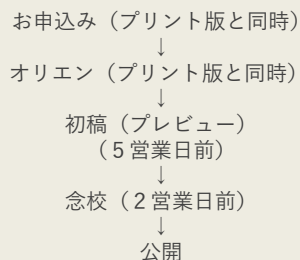 お申込み（プリント版と同時）
↓
オリエン（プリント版と同時）
↓
初稿（プレビュー）
（５営業日前）
↓
念校（２営業日前）
↓
公開